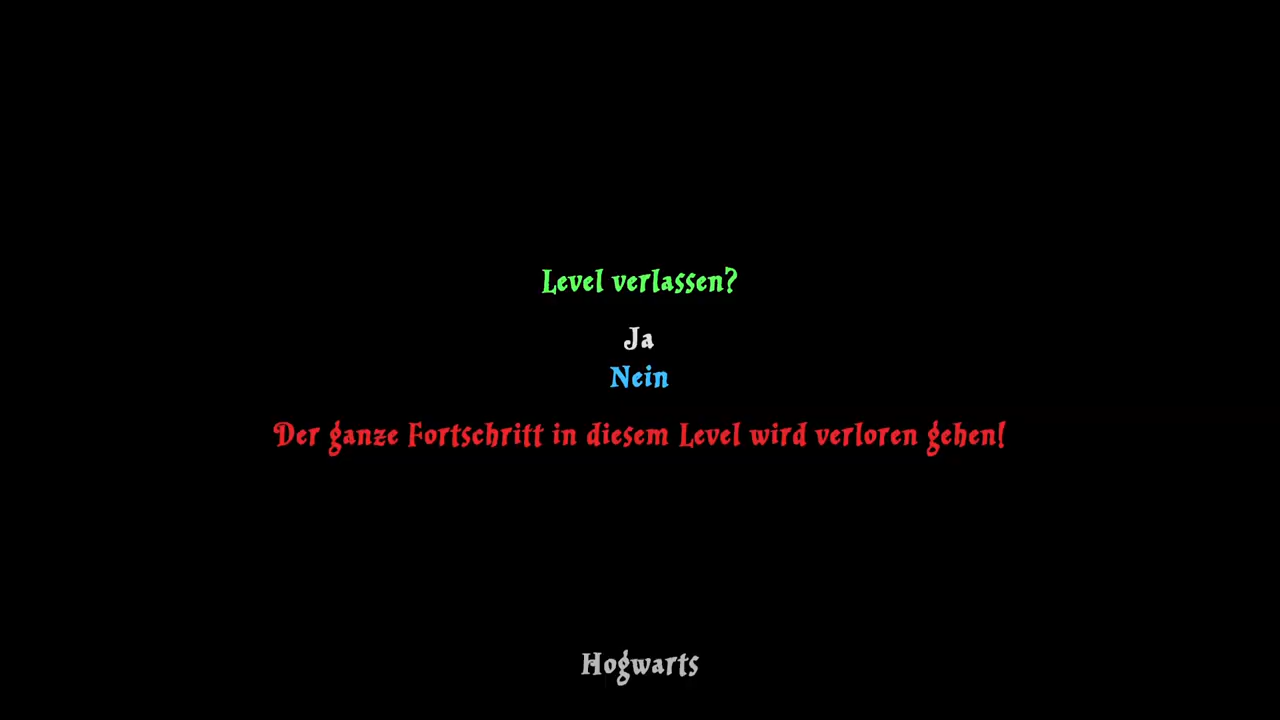 Level verlassen?
Ja
Nein
Der ganze Fortschritt in diesem Level wird verloren gehen!
Hogwarts